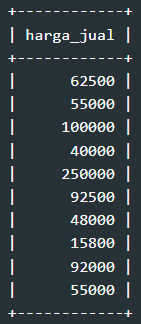 +------------+
| harga_jual |
+------------+
|      62500 |
|      55000 |
|     100000 |
|      40000 |
|     250000 |
|      92500 |
|      48000 |
|      15800 |
|      92000 |
|      55000 |
+------------+